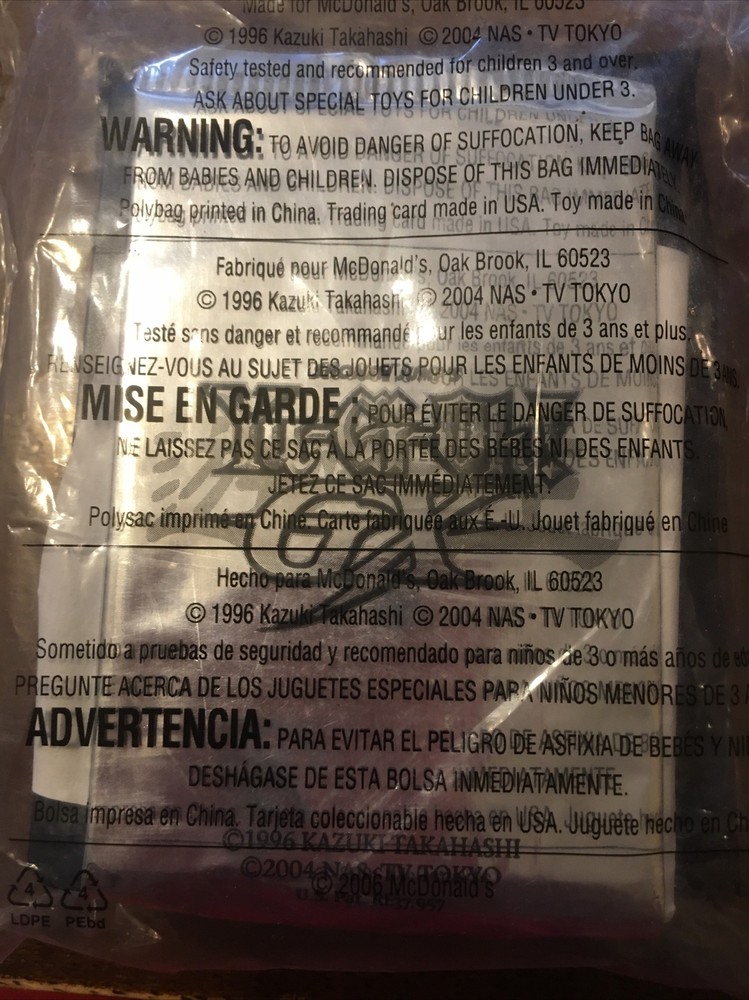 Made for McDonald's, Oak Brook, IL 60523
© 1996 Kazuki Takahashi © 2004 NAS • TV TOKYO
Safety tested and recommended for children 3 and over.
ASK ABOUT SPECIAL TOYS FOR CHILDREN UNDER 3.
WARNING: TO AVOID DANGER OF SUFFOCATION, KEEP BAG AWAY
FROM BABIES AND CHILDREN. DISPOSE OF THIS BAG IMMEDIATELY.
Polybag printed in China. Trading card made in USA. Toy made in China.
Fabriqué pour McDonald's, Oak Brook, IL 60523
© 1996 Kazuki Takahashi © 2004 NAS • TV TOKYO
Testé sans danger et recommandé pour les enfants de 3 ans et plus.
RENSEIGNEZ-VOUS AU SUJET DES JOUETS POUR LES ENFANTS DE MOINS DE 3 ANS.
MISE EN GARDE : POUR ÉVITER LE DANGER DE SUFFOCATION,
NE LAISSEZ PAS CE SAC À LA PORTÉE DES BÉBÉS NI DES ENFANTS.
JETEZ CE SAC IMMÉDIATEMENT.
Polysac imprimé en Chine. Carte fabriquée aux É.-U. Jouet fabriqué en Chine
YU-GI-OH!
GX
Hecho para McDonald's, Oak Brook, IL 60523
© 1996 Kazuki Takahashi © 2004 NAS • TV TOKYO
Sometido a pruebas de seguridad y recomendado para niños de 3 o más años de
PREGUNTE ACERCA DE LOS JUGUETES ESPECIALES PARA NIÑOS MENORES DE 3
ADVERTENCIA: PARA EVITAR EL PELIGRO DE ASFIXIA DE BEBÉS Y
DESHÁGASE DE ESTA BOLSA INMEDIATAMENTE.
Bolsa impresa en China. Tarjeta coleccionable hecha en USA. Juguete hecho en
©1996 KAZUKI TAKAHASHI
©2004 NAS•TV TOKYO
© 2006 McDonald's
4 4
LDPE PEbd